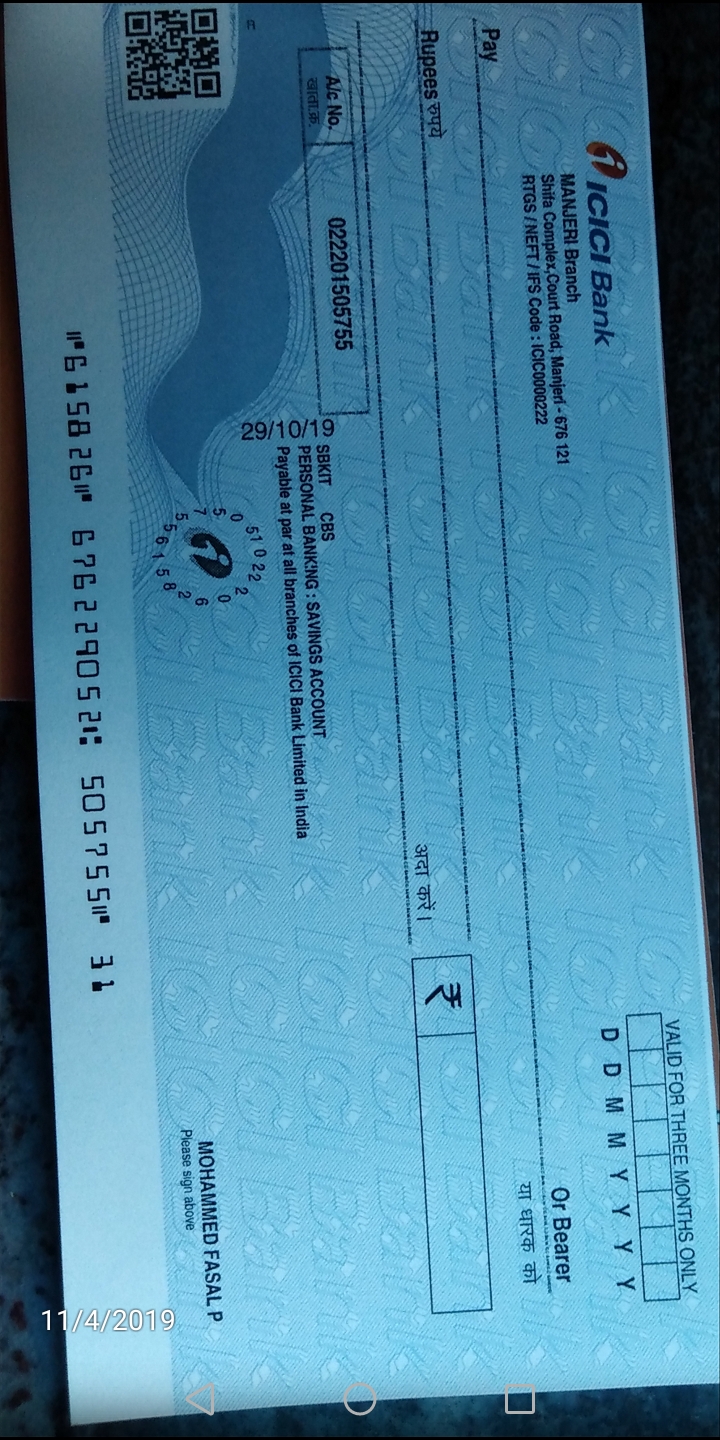 ICICI Bank
MANJERI Branch
Shifa Complex,Court Road, Manjeri - 676 121
RTGS / NEFT / IFS Code : ICIC0000222
VALID FOR THREE MONTHS ONLY
D D M M Y Y Y Y
Pay
Or Bearer
या धारक को
Rupees रुपये
अदा करें।
₹
A/c No.
खाता क्र.
022201505755
29/10/19
SBKIT CBS
PERSONAL BANKING : SAVINGS ACCOUNT
Payable at par at all branches of ICICI Bank Limited in India
MOHAMMED FASAL P
Please sign above
⑈615826⑈ 676229052⑆ 505755⑈ 31
11/4/2019